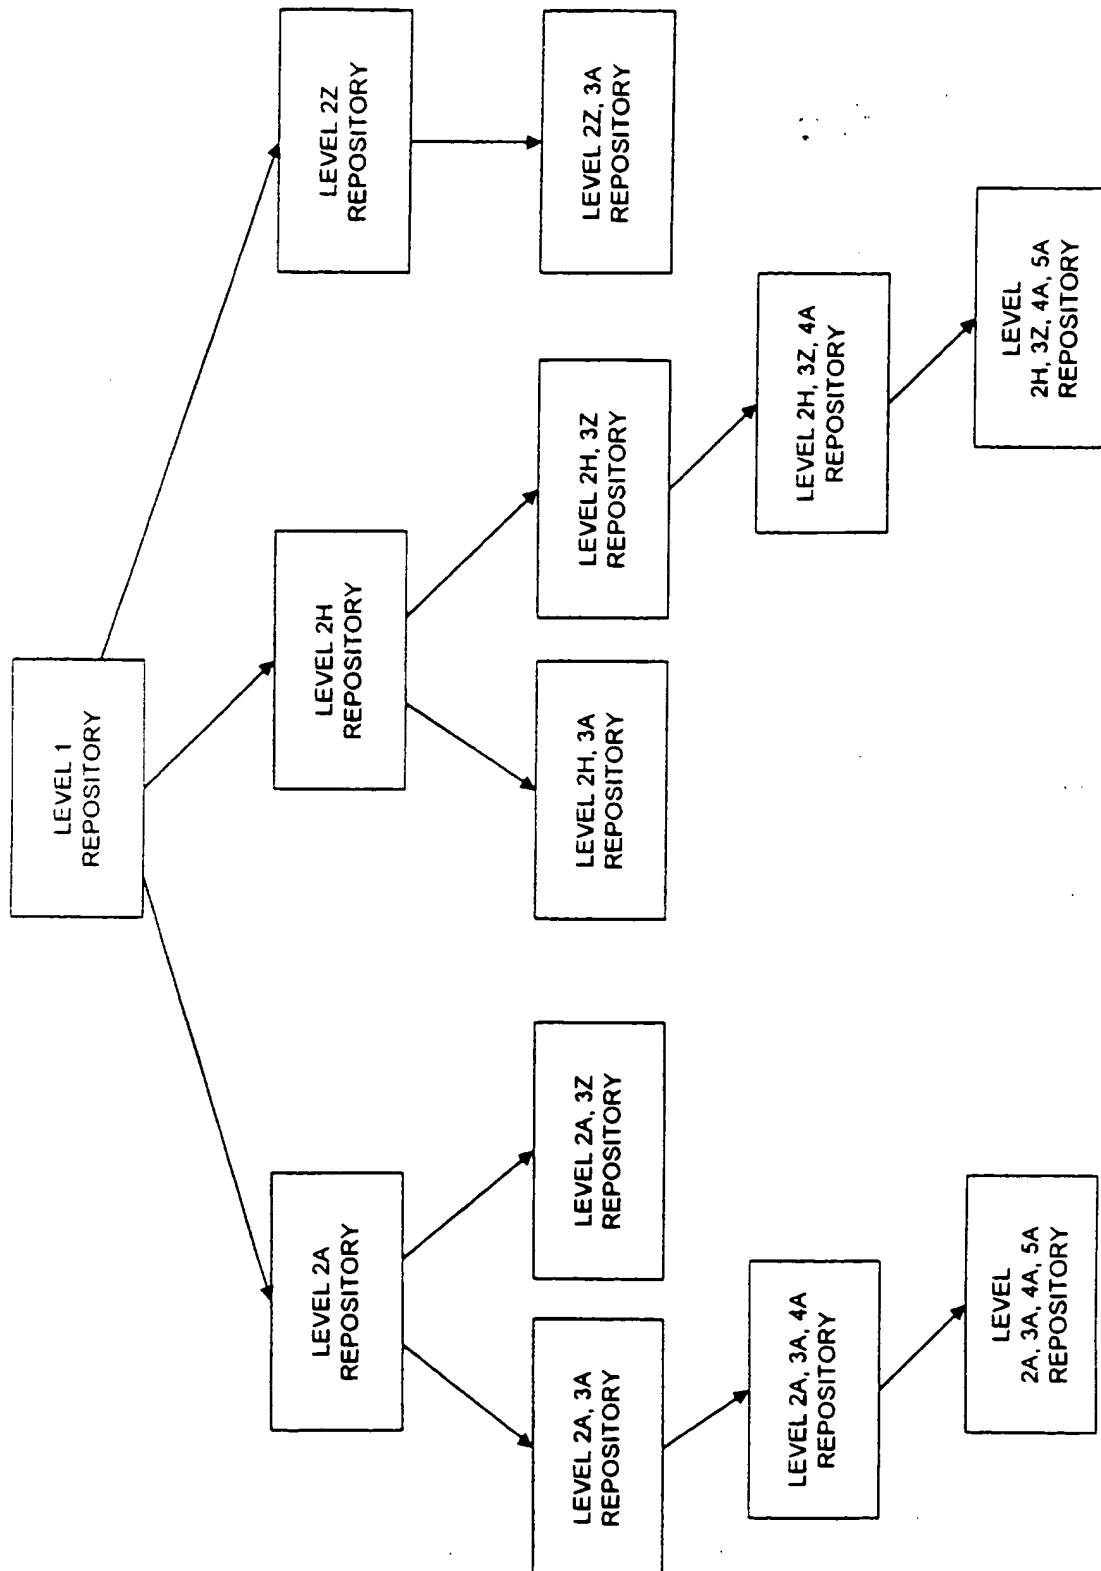 LEVEL 1
REPOSITORY
LEVEL 2A
REPOSITORY
LEVEL 2H
REPOSITORY
LEVEL 2Z
REPOSITORY
LEVEL 2A, 3A
REPOSITORY
LEVEL 2A, 3Z
REPOSITORY
LEVEL 2H, 3A
REPOSITORY
LEVEL 2H, 3Z
REPOSITORY
LEVEL 2Z, 3A
REPOSITORY
LEVEL 2A, 3A, 4A
REPOSITORY
LEVEL 2H, 3Z, 4A
REPOSITORY
LEVEL
2A, 3A, 4A, 5A
REPOSITORY
LEVEL
2H, 3Z, 4A, 5A
REPOSITORY